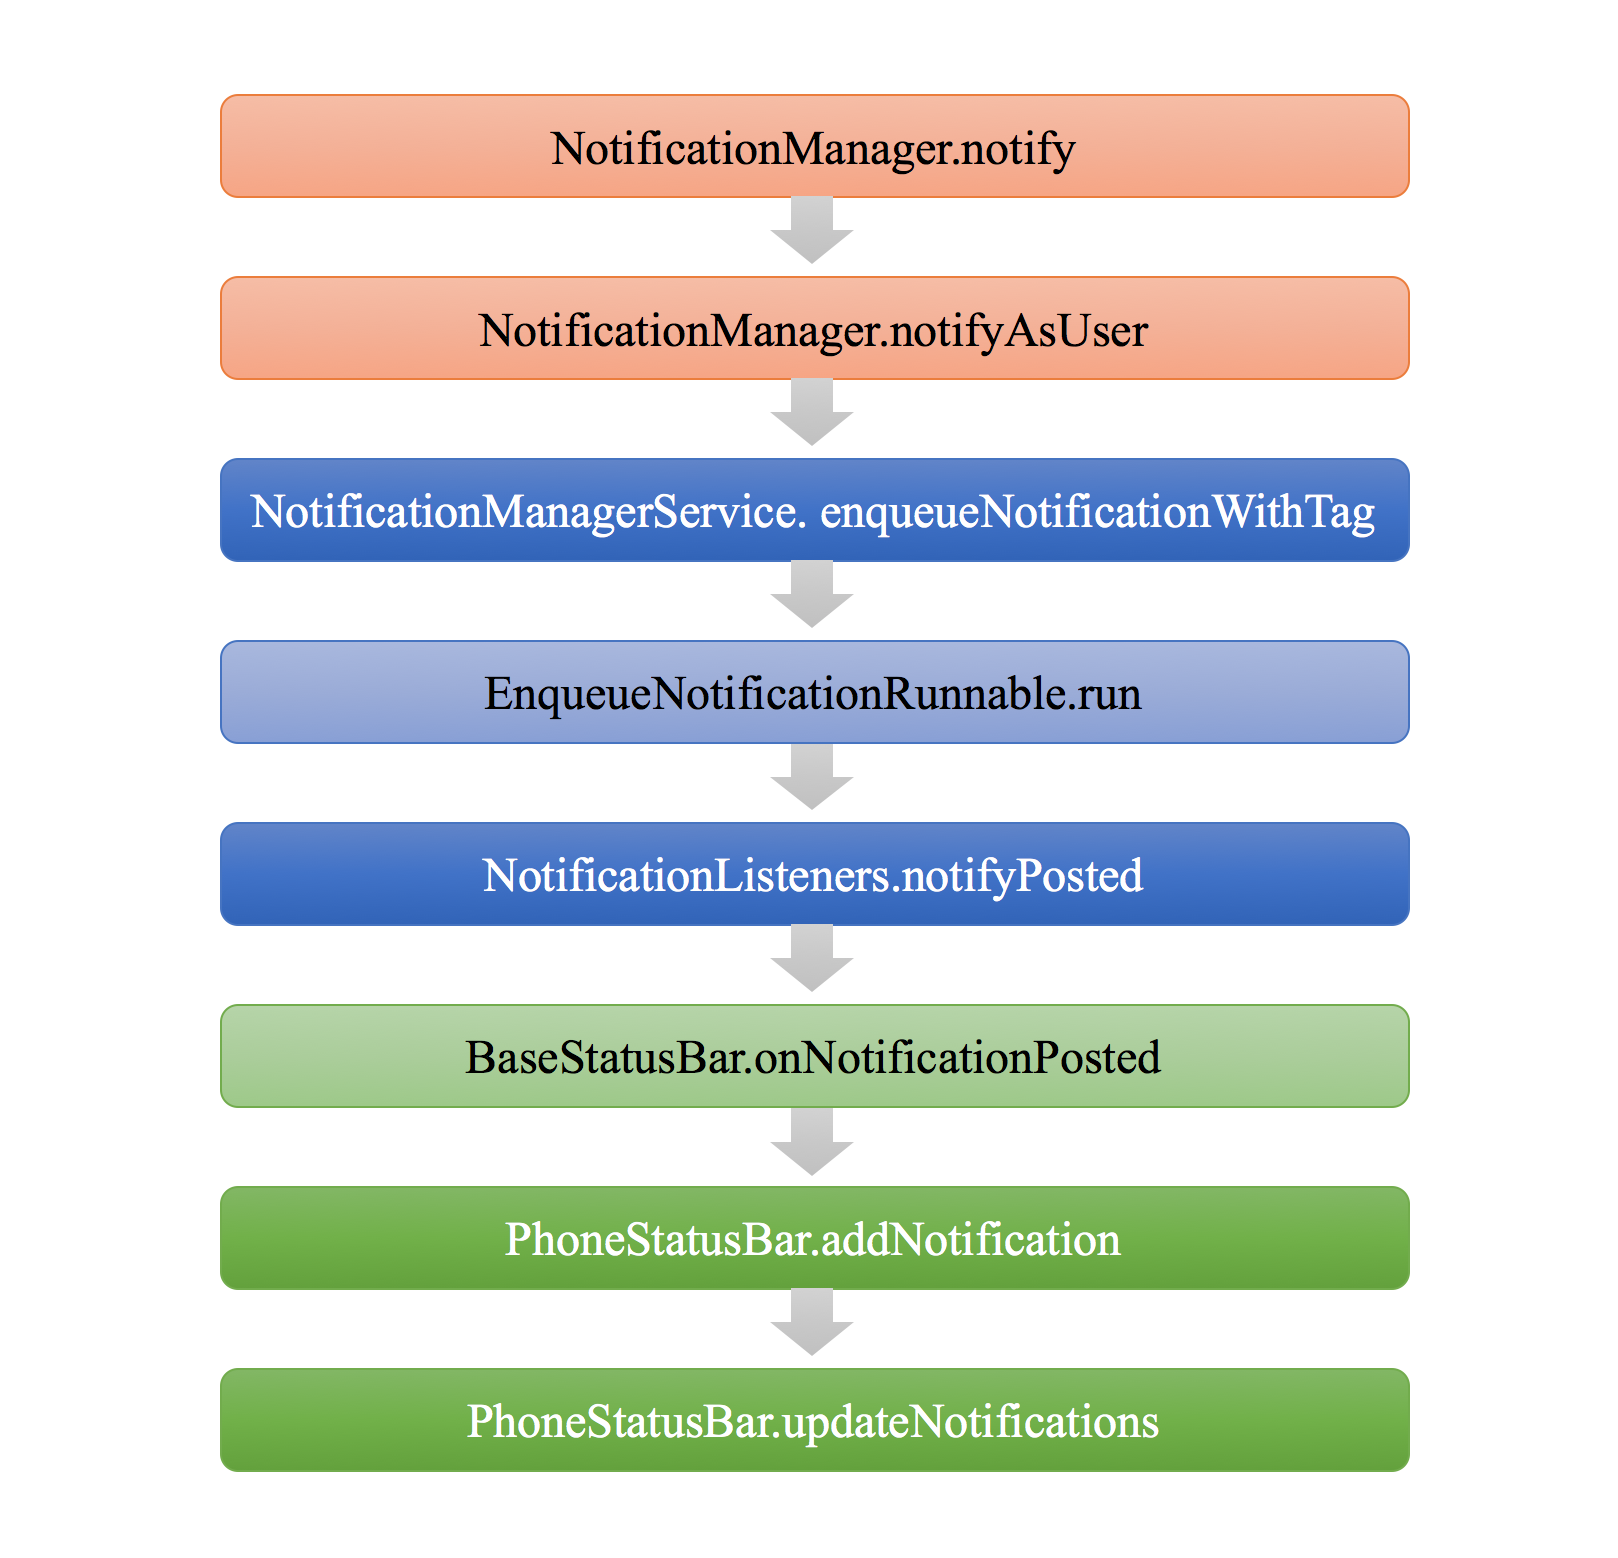 NotificationManager.notify
NotificationManager.notifyAsUser
NotificationManagerService. enqueueNotificationWithTag
EnqueueNotificationRunnable.run
NotificationListeners.notifyPosted
BaseStatusBar.onNotificationPosted
PhoneStatusBar.addNotification
PhoneStatusBar.updateNotifications